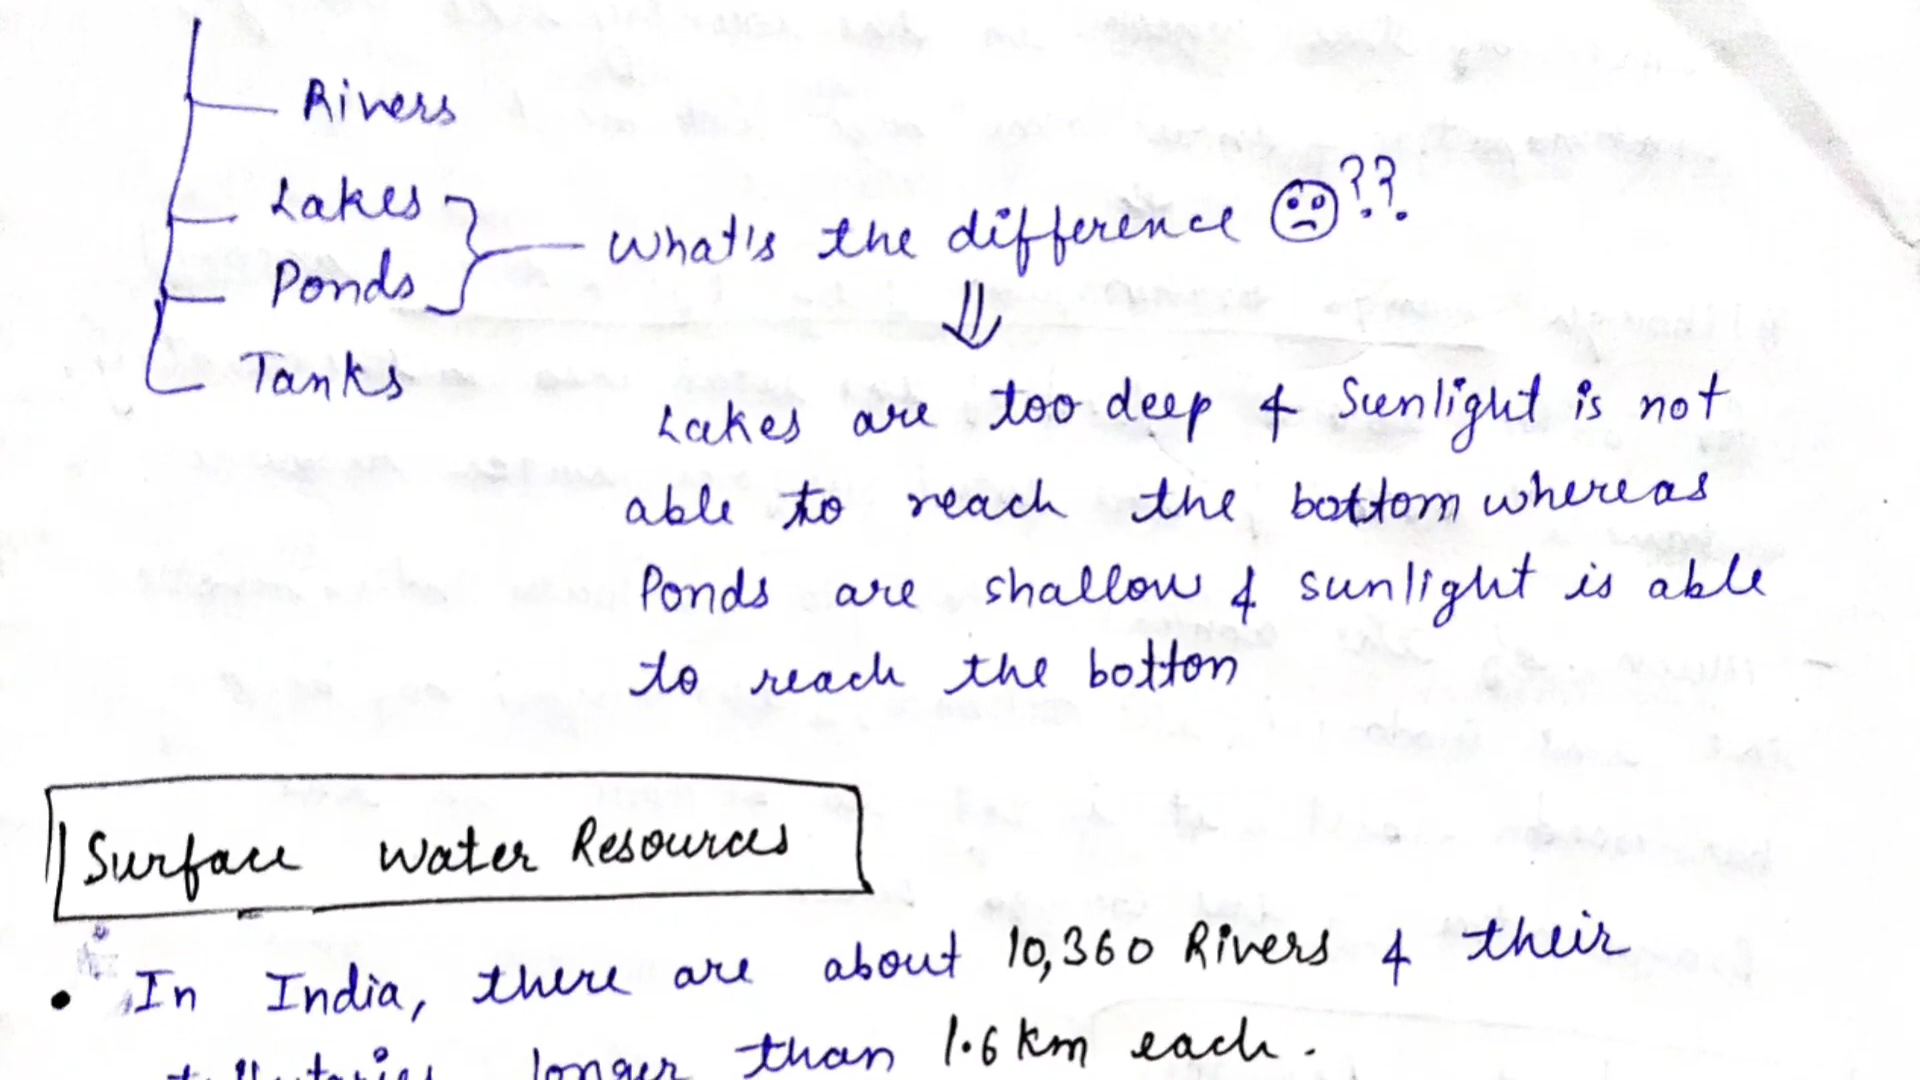 Rivers
Lakes
Ponds
What's the difference ??
Tanks
Lakes are too deep & Sunlight is not
able to reach the bottom whereas
Ponds are shallow & sunlight is able
to reach the botton
Surface Water Resources
• In India, there are about 10,360 Rivers & their
longer than 1.6 km each.